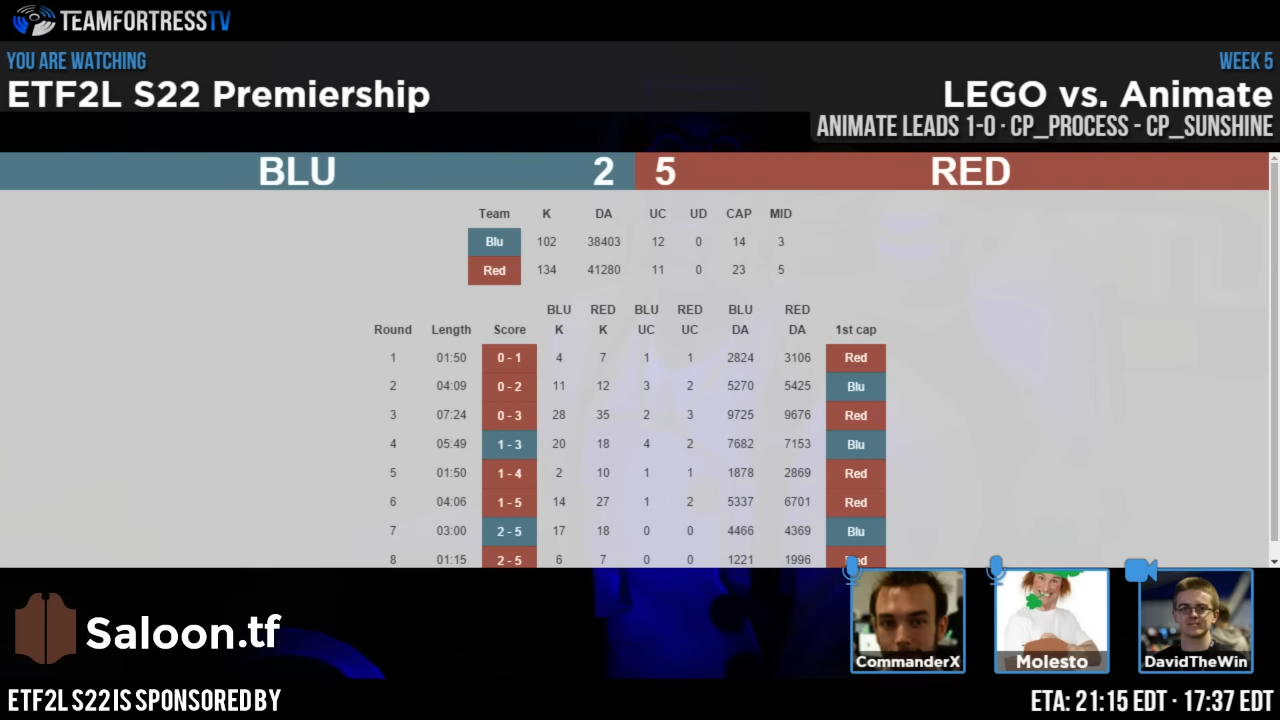 TEAMFORTRESSTV
YOU ARE WATCHING
WEEK 5
ETF2L S22 Premiership
LEGO vs. Animate
ANIMATE LEADS 1-0 · CP_PROCESS - CP_SUNSHINE
BLU 2 5 RED
Team K DA UC UD CAP MID
Blu 102 38403 12 0 14 3
Red 134 41280 11 0 23 5
BLU RED BLU RED BLU RED
Round Length Score K K UC UC DA DA 1st cap
1 01:50 0 - 1 4 7 1 1 2824 3106 Red
2 04:09 0 - 2 11 12 3 2 5270 5425 Blu
3 07:24 0 - 3 28 35 2 3 9725 9676 Red
4 05:49 1 - 3 20 18 4 2 7682 7153 Blu
5 01:50 1 - 4 2 10 1 1 1878 2869 Red
6 04:06 1 - 5 14 27 1 2 5337 6701 Red
7 03:00 2 - 5 17 18 0 0 4466 4369 Blu
8 01:15 2 - 5 6 7 0 0 1221 1996 Red
Saloon.tf
CommanderX Molesto DavidTheWin
ETF2L S22 IS SPONSORED BY
ETA: 21:15 EDT · 17:37 EDT